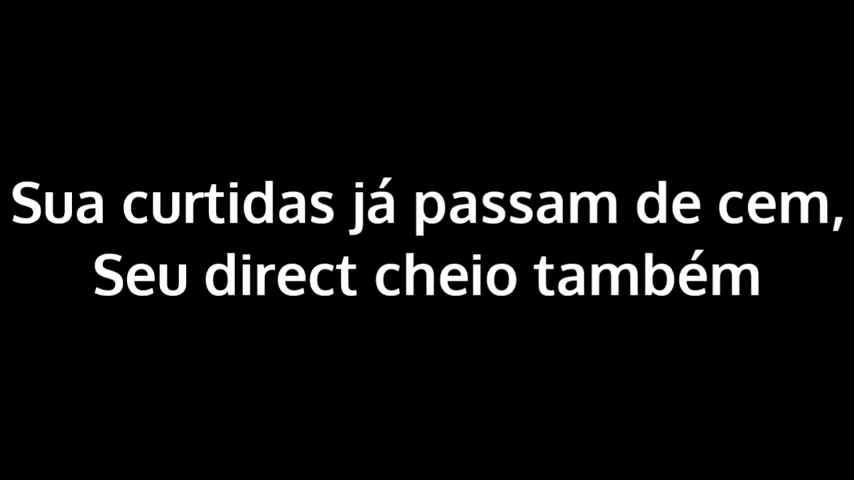 Sua curtidas já passam de cem,
Seu direct cheio também